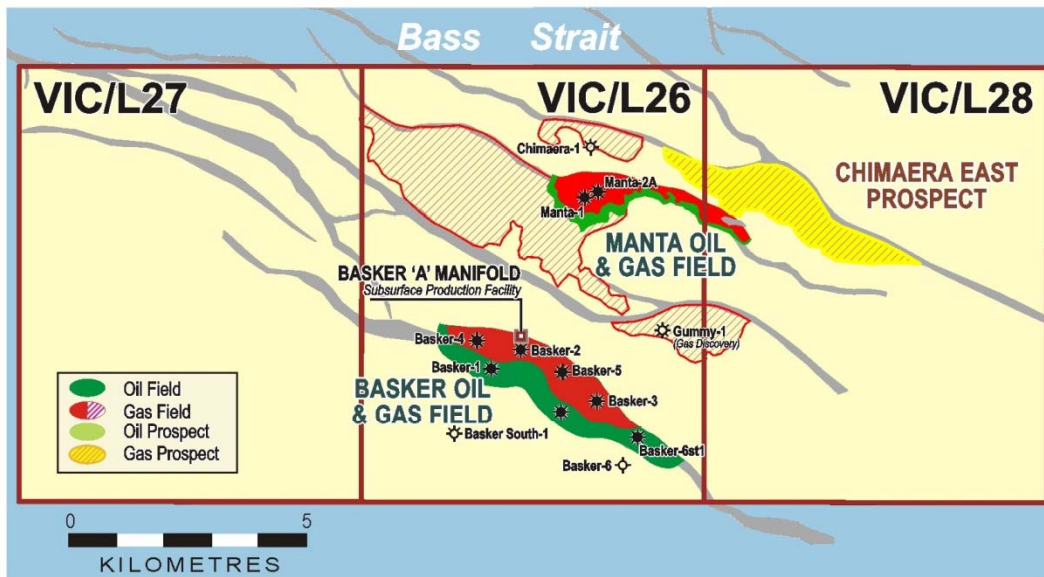 Bass Strait
VIC/L27
VIC/L26
VIC/L28
Chimaera-1
CHIMAERA EAST
PROSPECT
Manta-2A
Manta-1
MANTA OIL
& GAS FIELD
BASKER ‘A’ MANIFOLD
Subsurface Production Facility
Gummy-1
(Gas Discovery)
Basker-4
Basker-2
Basker-1
Basker-5
BASKER OIL
& GAS FIELD
Basker-3
Basker South-1
Basker-6st1
Basker-6
Oil Field
Gas Field
Oil Prospect
Gas Prospect
0 5
KILOMETRES